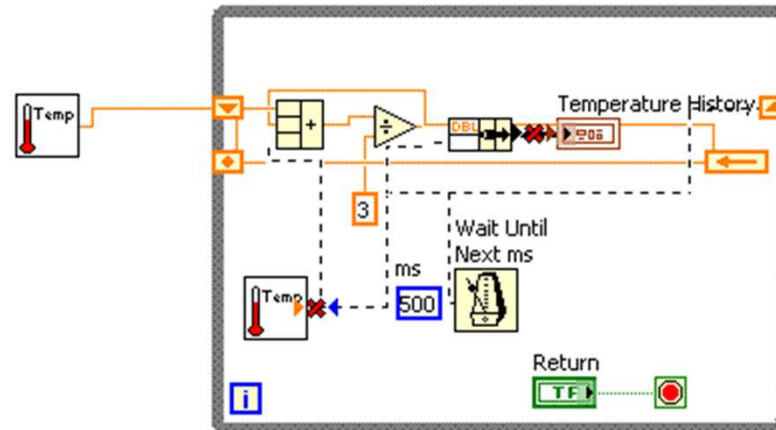 Temp
Temperature History
DBL
3
Wait Until
Next ms
ms
500
Temp
Return
TF
i